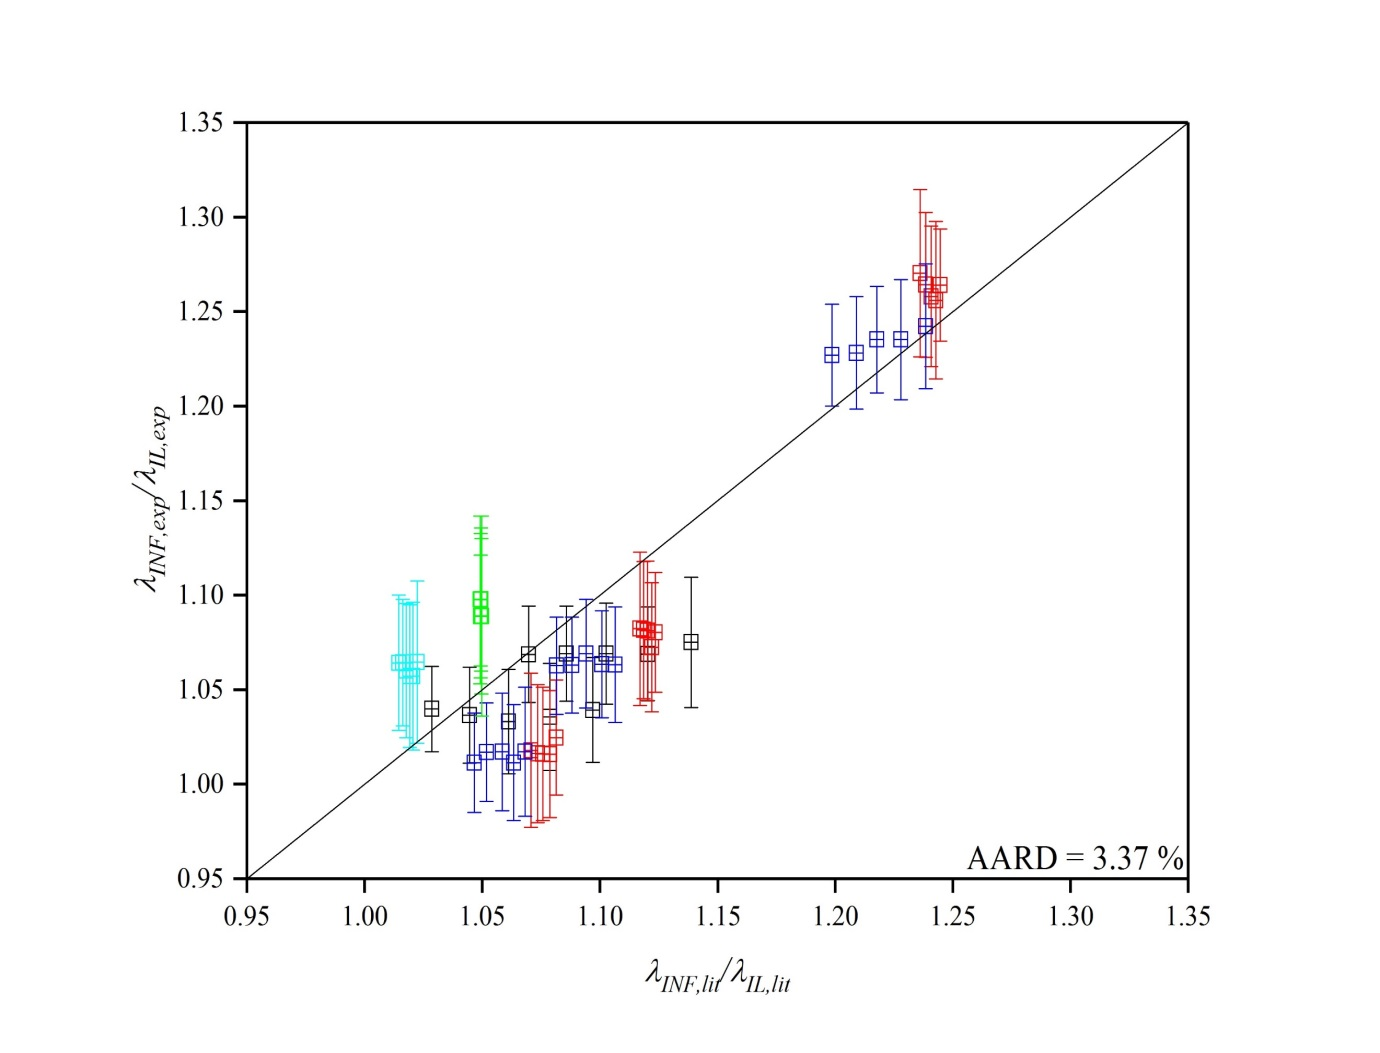 1.35
1.30
1.25
1.20
1.15
1.10
1.05
1.00
0.95
λINF,exp/λIL,exp
AARD = 3.37 %
0.95 1.00 1.05 1.10 1.15 1.20 1.25 1.30 1.35
λINF,lit/λIL,lit